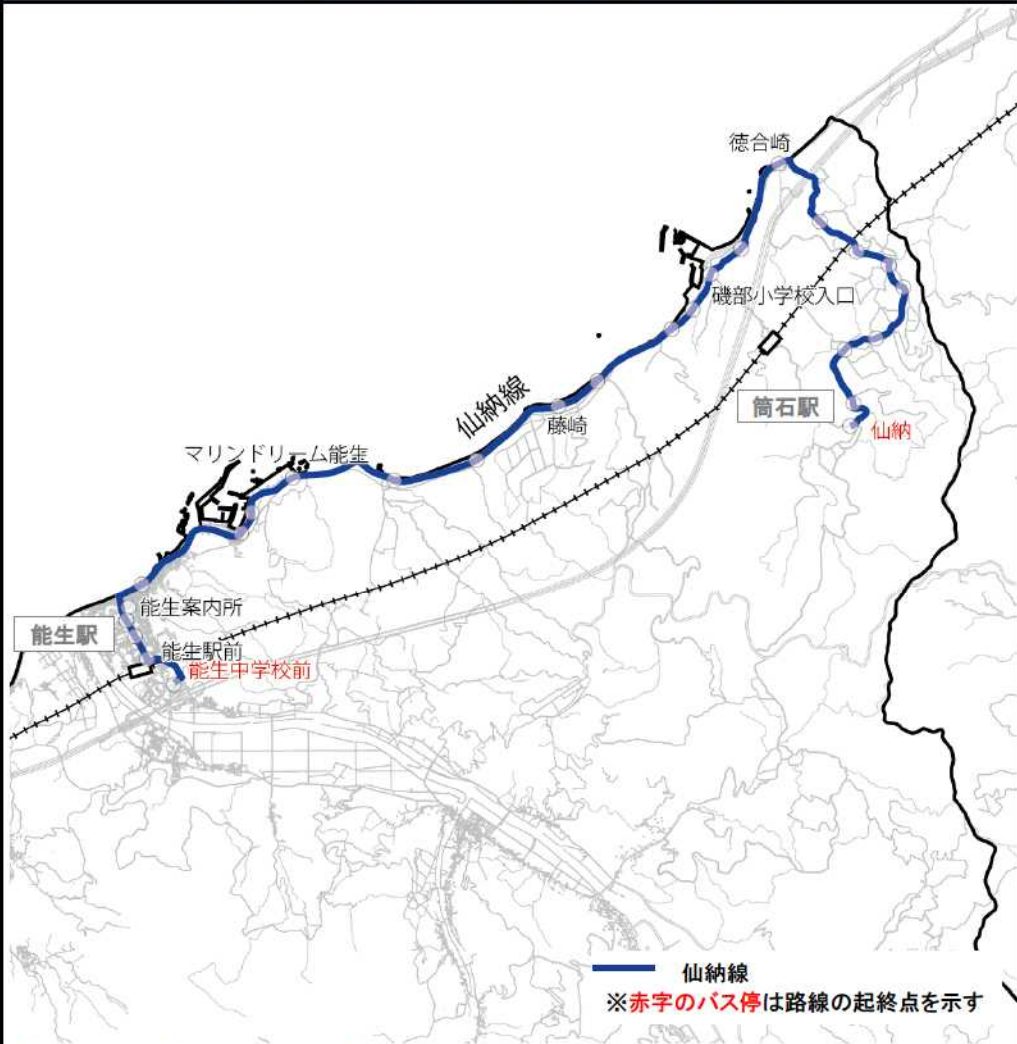 徳合崎
磯部小学校入口
仙納線
藤崎
筒石駅
仙納
マリンドリーム能生
能生案内所
能生駅
能生駅前
能生中学校前
仙納線
※赤字のバス停は路線の起終点を示す